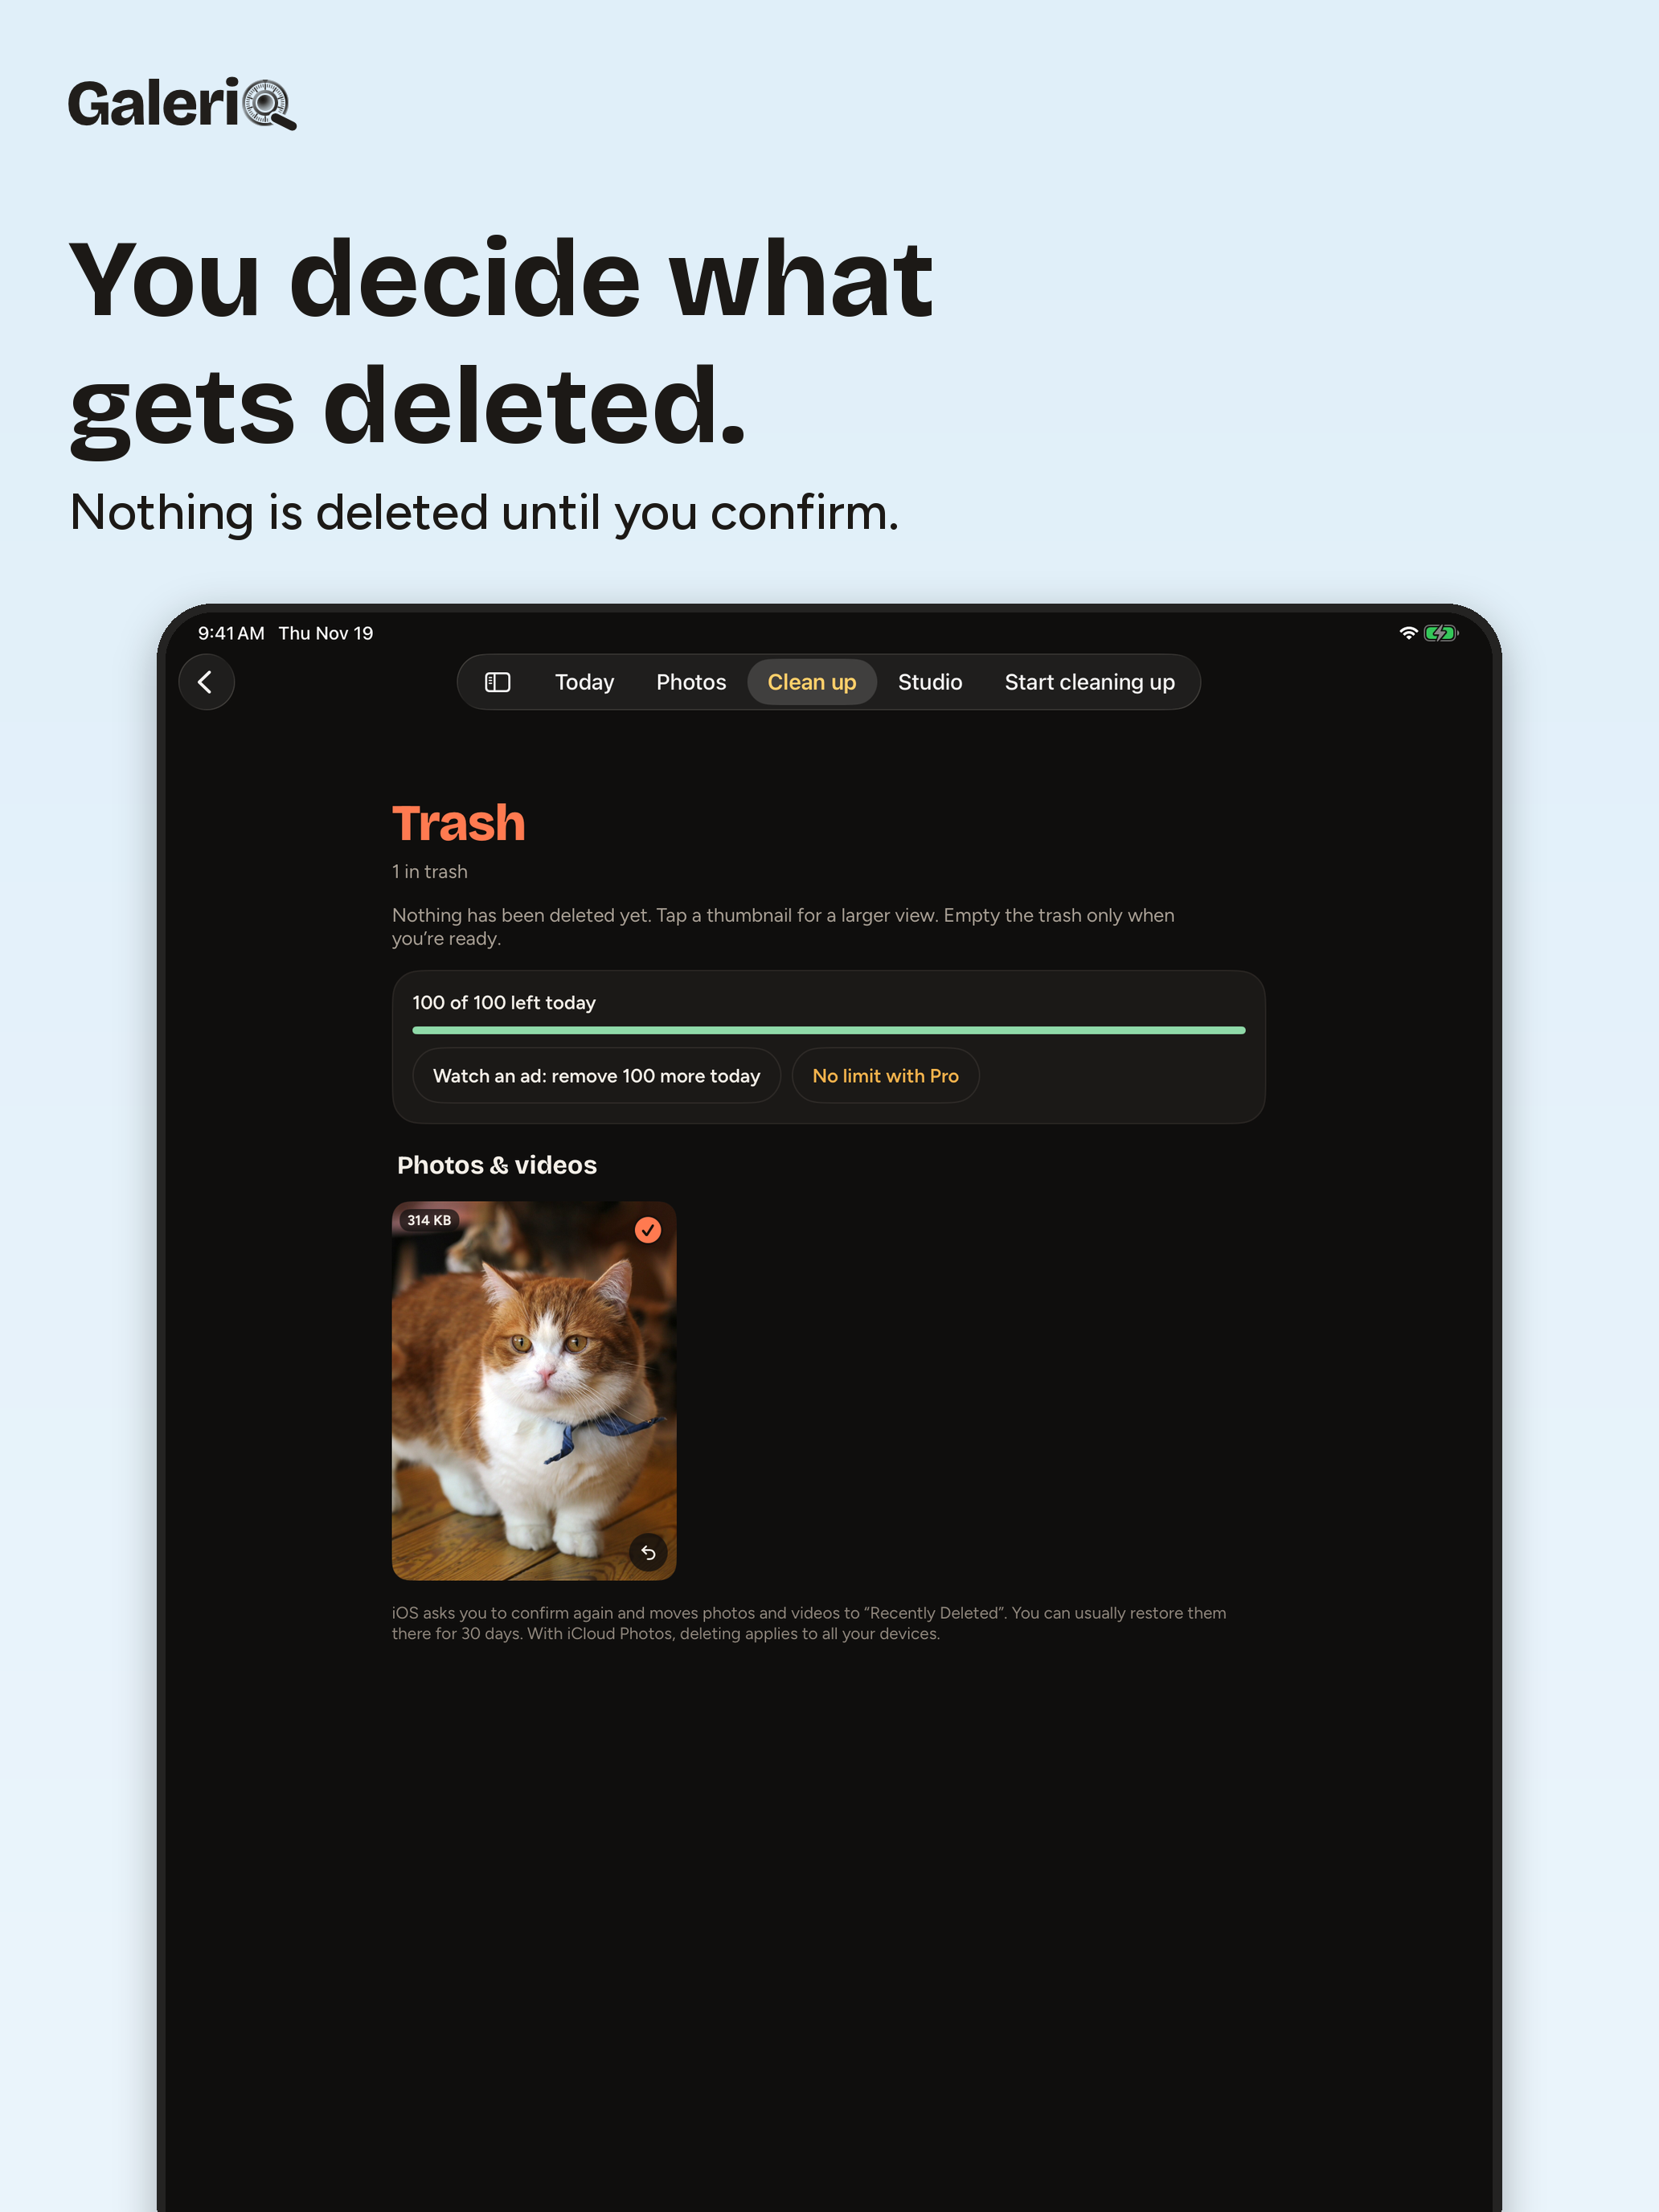 GaleriQ
You decide what
gets deleted.
Nothing is deleted until you confirm.
9:41 AM Thu Nov 19
Today Photos Clean up Studio Start cleaning up
Trash
1 in trash
Nothing has been deleted yet. Tap a thumbnail for a larger view. Empty the trash only when
you’re ready.
100 of 100 left today
Watch an ad: remove 100 more today No limit with Pro
Photos & videos
314 KB
iOS asks you to confirm again and moves photos and videos to “Recently Deleted”. You can usually restore them
there for 30 days. With iCloud Photos, deleting applies to all your devices.